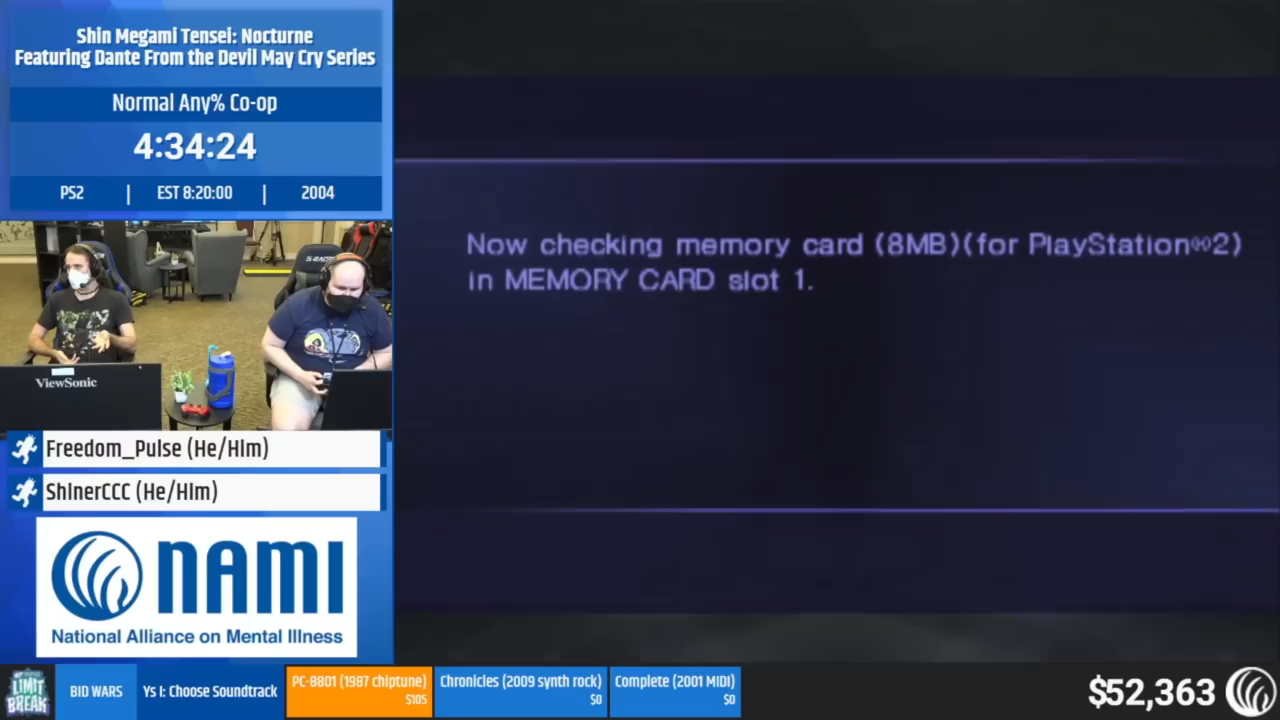 Shin Megami Tensei: Nocturne
Featuring Dante From the Devil May Cry Series
Normal Any% Co-op
4:34:24
PS2 | EST 8:20:00 | 2004
Now checking memory card (8MB)(for PlayStation®2)
in MEMORY CARD slot 1.
ViewSonic
Freedom_Pulse (He/Him)
ShinerCCC (He/Him)
NAMI
National Alliance on Mental Illness
LIMIT
BREAK
BID WARS
Ys I: Choose Soundtrack
PC-8801 (1987 chiptune)
$105
Chronicles (2009 synth rock)
$0
Complete (2001 MIDI)
$0
$52,363